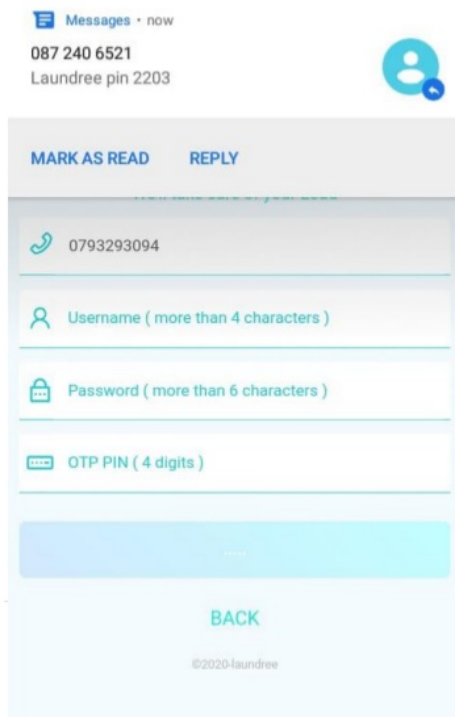 Messages • now
087 240 6521
Laundree pin 2203
MARK AS READ REPLY
0793293094
Username ( more than 4 characters )
Password ( more than 6 characters )
OTP PIN ( 4 digits )
.....
BACK
©2020-laundree